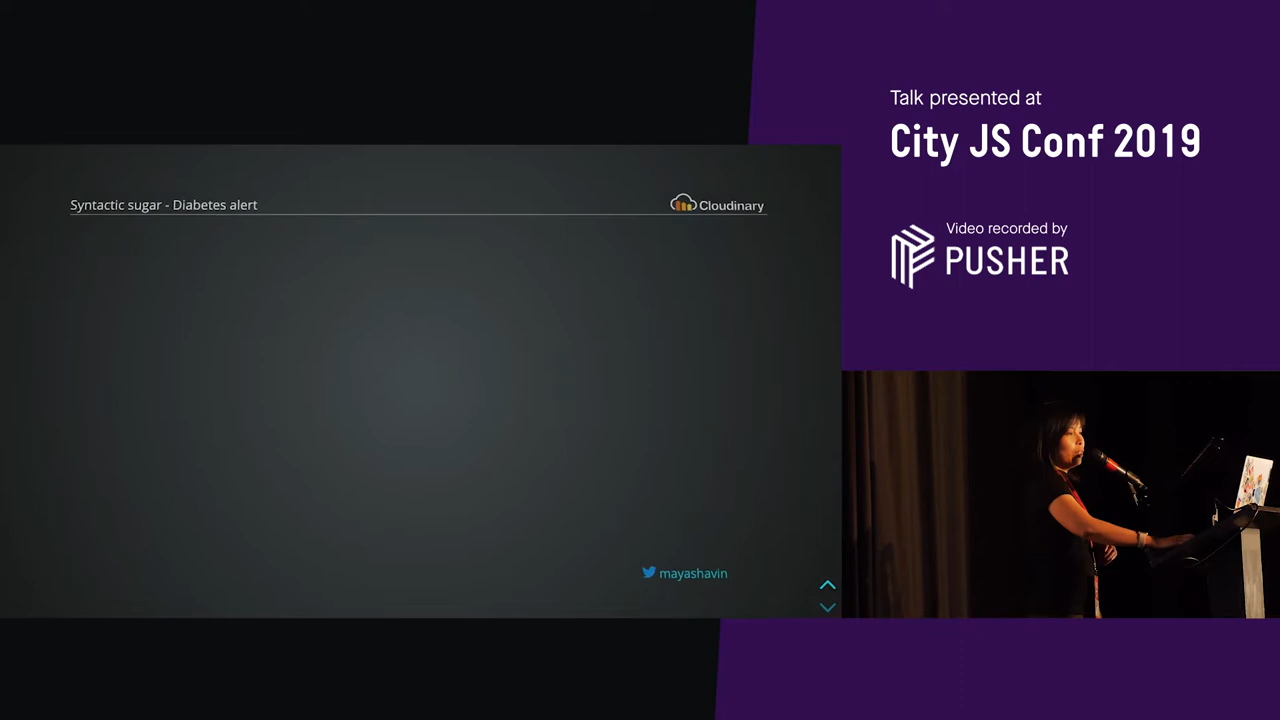 Talk presented at
City JS Conf 2019
Video recorded by
PUSHER
Syntactic sugar - Diabetes alert
Cloudinary
mayashavin